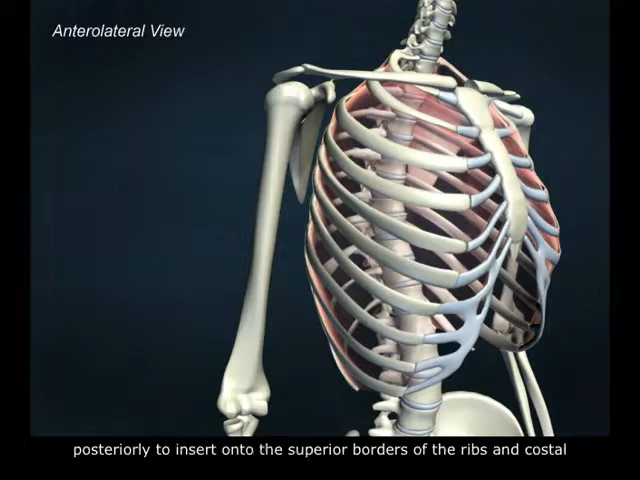 Anterolateral View
posteriorly to insert onto the superior borders of the ribs and costal